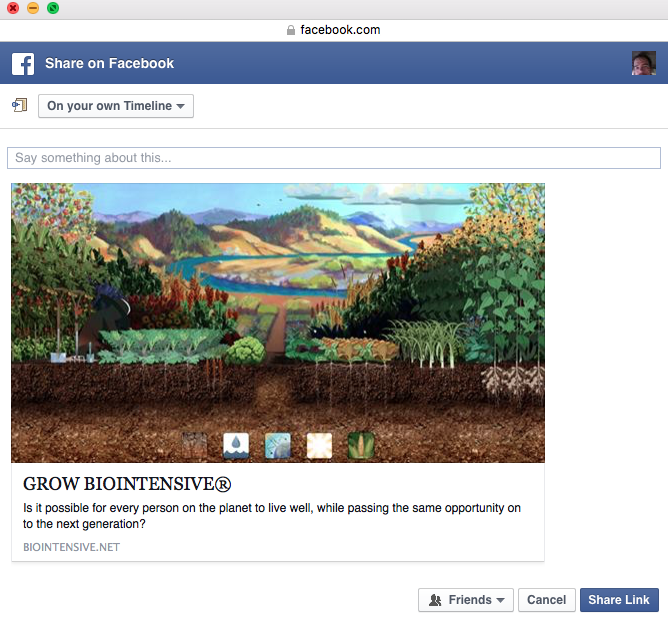 facebook.com
Share on Facebook
On your own Timeline
Say something about this...
GROW BIOINTENSIVE®
Is it possible for every person on the planet to live well, while passing the same opportunity on
to the next generation?
BIOINTENSIVE.NET
Friends Cancel Share Link